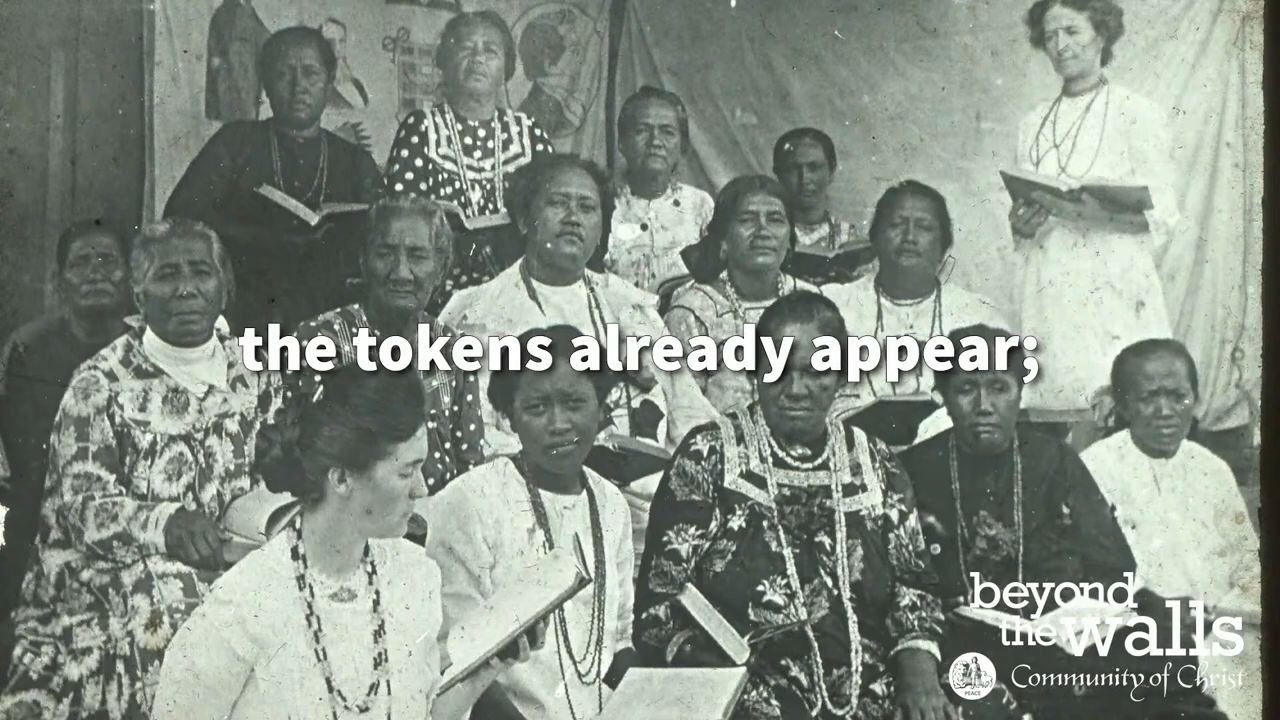 the tokens already appear;
beyond
the walls
PEACE
Community of Christ